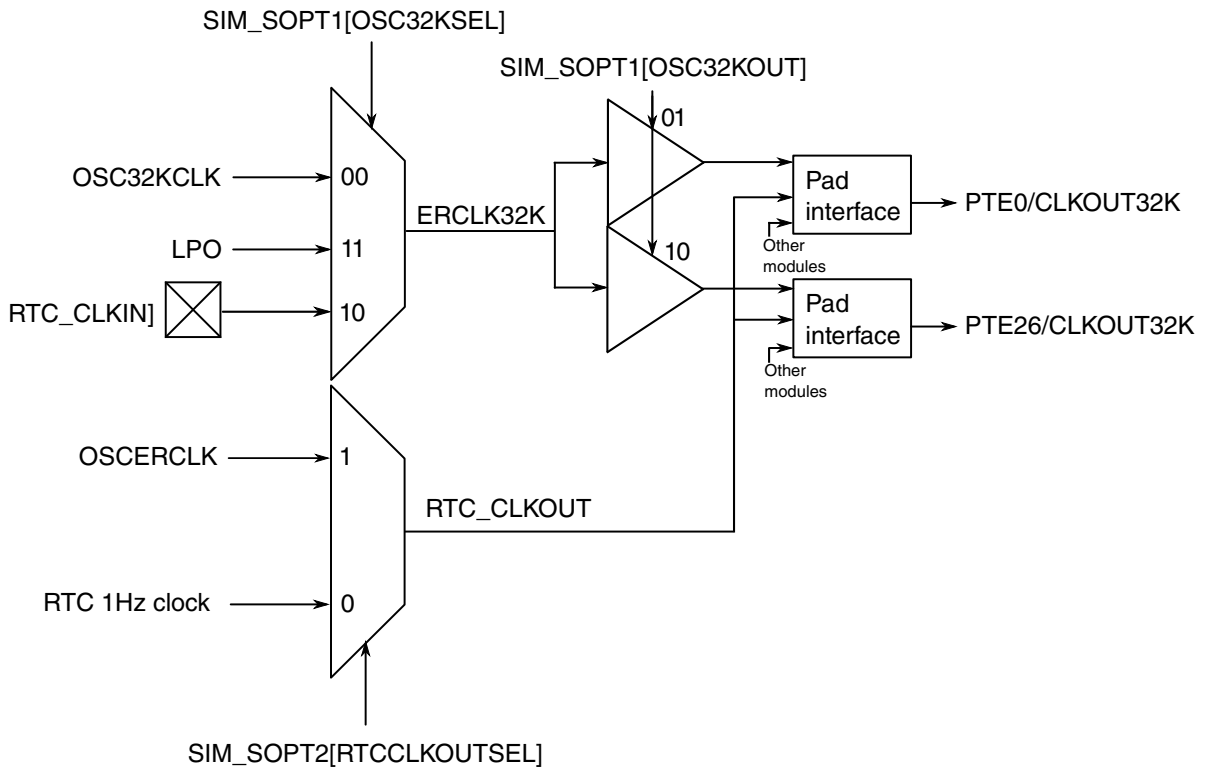 SIM_SOPT1[OSC32KSEL]
SIM_SOPT1[OSC32KOUT]
01
OSC32KCLK
00
Pad
interface
PTE0/CLKOUT32K
ERCLK32K
LPO
11
Other
modules
10
RTC_CLKIN]
10
Pad
interface
PTE26/CLKOUT32K
Other
modules
OSCERCLK
1
RTC_CLKOUT
RTC 1Hz clock
0
SIM_SOPT2[RTCCLKOUTSEL]